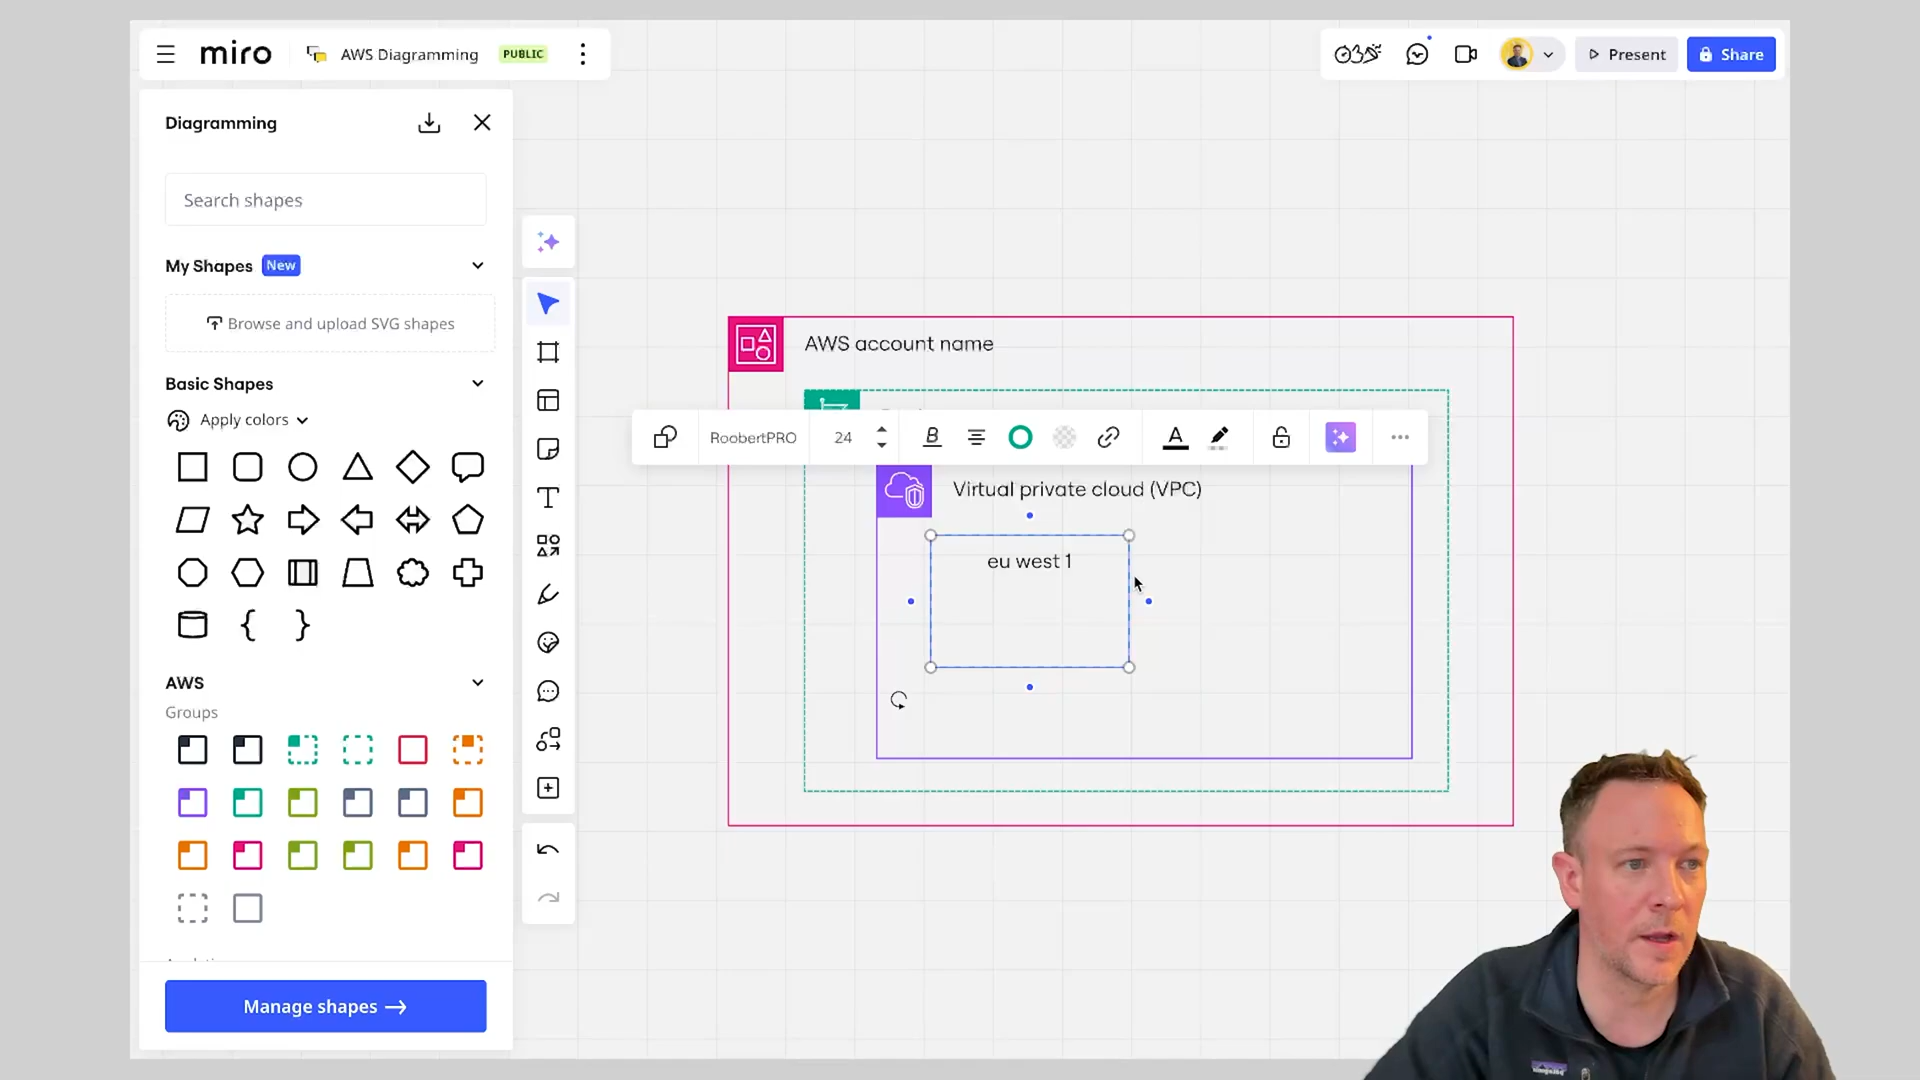 miro
AWS Diagramming
PUBLIC
Present
Share
Diagramming
Search shapes
My Shapes New
Browse and upload SVG shapes
Basic Shapes
Apply colors
AWS
Groups
Manage shapes
AWS account name
RoobertPRO
24
B
A
Virtual private cloud (VPC)
eu west 1